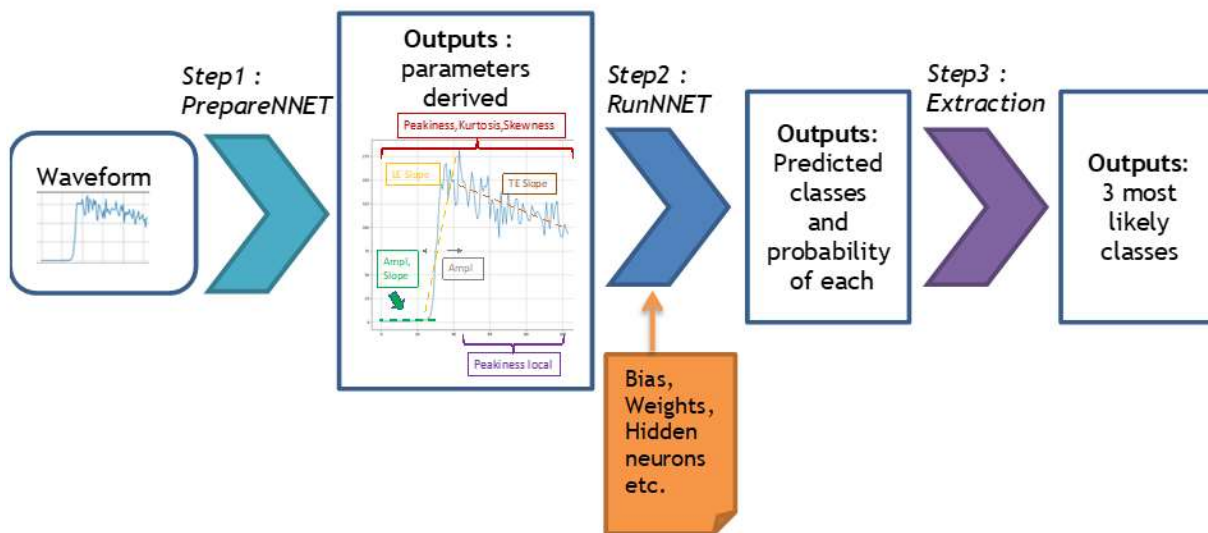 Waveform
Step1 :
PrepareNNET
Outputs :
parameters
derived
Peakiness,Kurtosis,Skewness
LE Slope
TE Slope
Ampl,
Slope
Ampl
Peakiness local
Step2 :
RunNNET
Bias,
Weights,
Hidden
neurons
etc.
Outputs:
Predicted
classes
and
probability
of each
Step3 :
Extraction
Outputs:
3 most
likely
classes